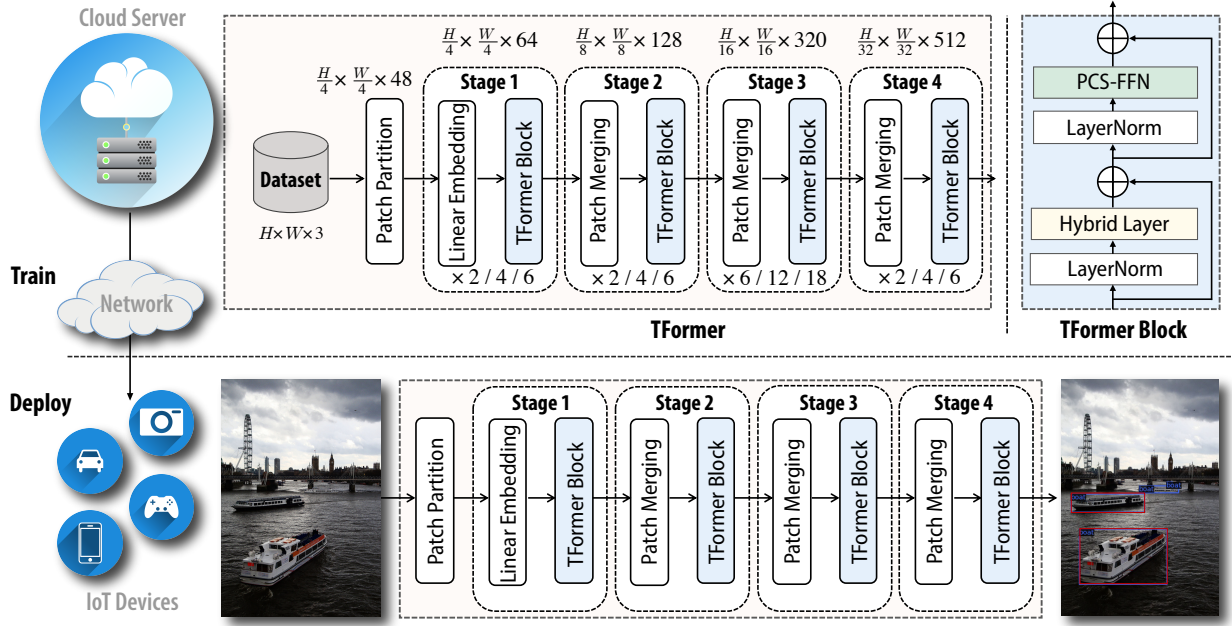 Cloud Server
Train
Network
Deploy
IoT Devices
H/4 × W/4 × 48
H/4 × W/4 × 64
H/8 × W/8 × 128
H/16 × W/16 × 320
H/32 × W/32 × 512
Dataset
H×W×3
Patch Partition
Stage 1
Linear Embedding
TFormer Block
× 2 / 4 / 6
Stage 2
Patch Merging
TFormer Block
× 2 / 4 / 6
Stage 3
Patch Merging
TFormer Block
× 6 / 12 / 18
Stage 4
Patch Merging
TFormer Block
× 2 / 4 / 6
TFormer
PCS-FFN
LayerNorm
Hybrid Layer
LayerNorm
TFormer Block
Patch Partition
Stage 1
Linear Embedding
TFormer Block
Stage 2
Patch Merging
TFormer Block
Stage 3
Patch Merging
TFormer Block
Stage 4
Patch Merging
TFormer Block
boat
boat
boat